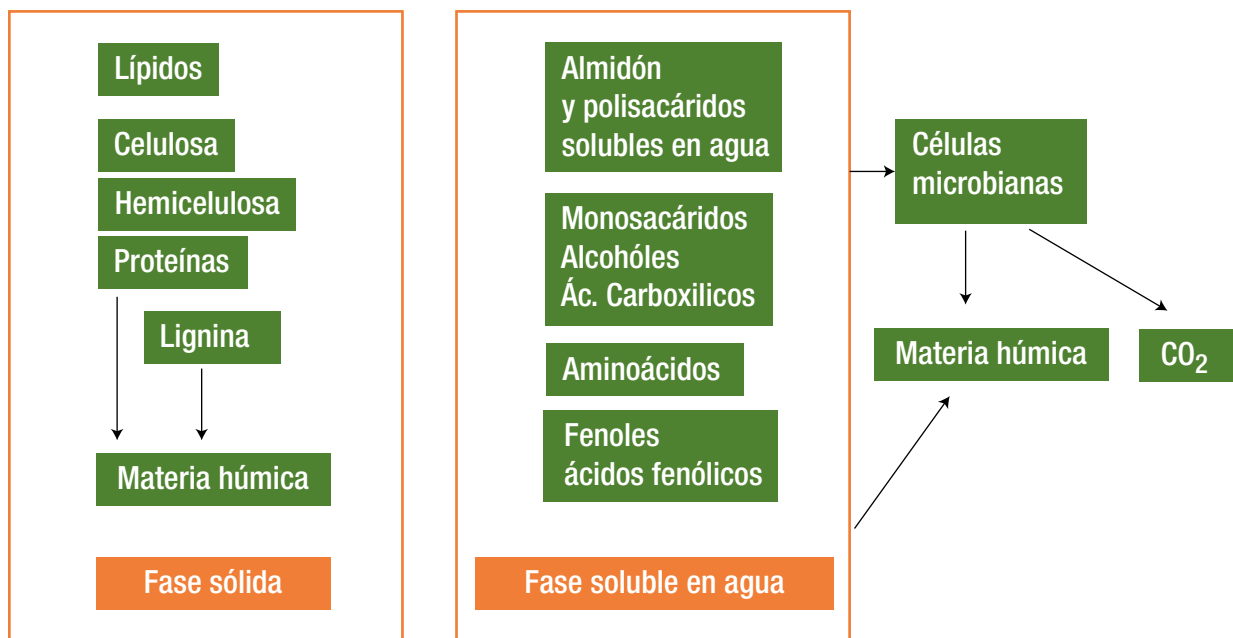 Lípidos
Celulosa
Hemicelulosa
Proteínas
Lignina
Materia húmica
Fase sólida
Almidón
y polisacáridos
solubles en agua
Monosacáridos
Alcohóles
Ác. Carboxilicos
Aminoácidos
Fenoles
ácidos fenólicos
Fase soluble en agua
Células
microbianas
Materia húmica
CO₂